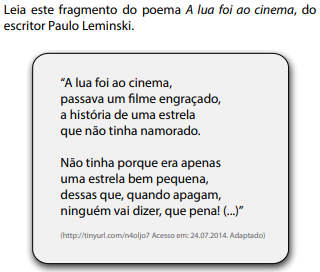 Leia este fragmento do poema A lua foi ao cinema, do
escritor Paulo Leminski.
“A lua foi ao cinema,
passava um filme engraçado,
a história de uma estrela
que não tinha namorado.
Não tinha porque era apenas
uma estrela bem pequena,
dessas que, quando apagam,
ninguém vai dizer, que pena! (...)”
(http://tinyurl.com/n4oljo7 Acesso em: 24.07.2014. Adaptado)